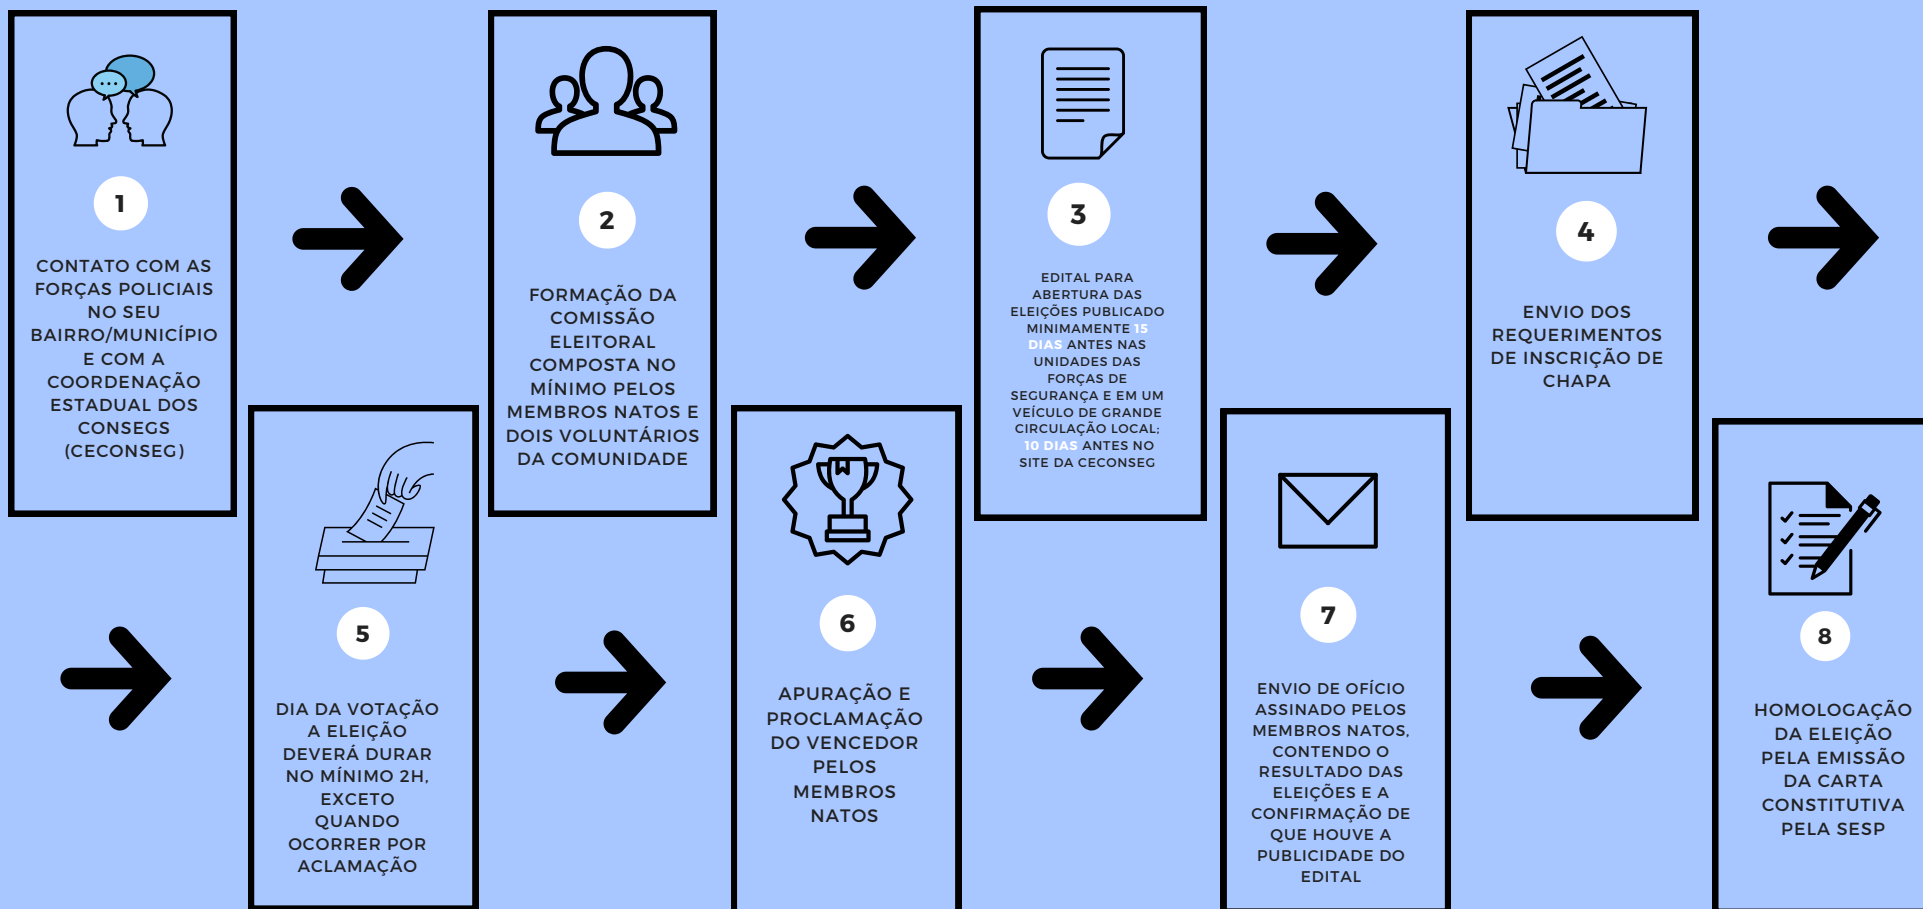 1
CONTATO COM AS
FORÇAS POLICIAIS
NO SEU
BAIRRO/MUNICÍPIO
E COM A
COORDENAÇÃO
ESTADUAL DOS
CONSEGS
(CECONSEG)
2
FORMAÇÃO DA
COMISSÃO
ELEITORAL
COMPOSTA NO
MÍNIMO PELOS
MEMBROS NATOS E
DOIS VOLUNTÁRIOS
DA COMUNIDADE
3
EDITAL PARA
ABERTURA DAS
ELEIÇÕES PUBLICADO
MINIMAMENTE 15
DIAS ANTES NAS
UNIDADES DAS
FORÇAS DE
SEGURANÇA E EM UM
VEÍCULO DE GRANDE
CIRCULAÇÃO LOCAL;
10 DIAS ANTES NO
SITE DA CECONSEG
4
ENVIO DOS
REQUERIMENTOS
DE INSCRIÇÃO DE
CHAPA
5
DIA DA VOTAÇÃO
A ELEIÇÃO
DEVERÁ DURAR
NO MÍNIMO 2H,
EXCETO
QUANDO
OCORRER POR
ACLAMAÇÃO
6
APURAÇÃO E
PROCLAMAÇÃO
DO VENCEDOR
PELOS
MEMBROS
NATOS
7
ENVIO DE OFÍCIO
ASSINADO PELOS
MEMBROS NATOS,
CONTENDO O
RESULTADO DAS
ELEIÇÕES E A
CONFIRMAÇÃO DE
QUE HOUVE A
PUBLICIDADE DO
EDITAL
8
HOMOLOGAÇÃO
DA ELEIÇÃO
PELA EMISSÃO
DA CARTA
CONSTITUTIVA
PELA SESP